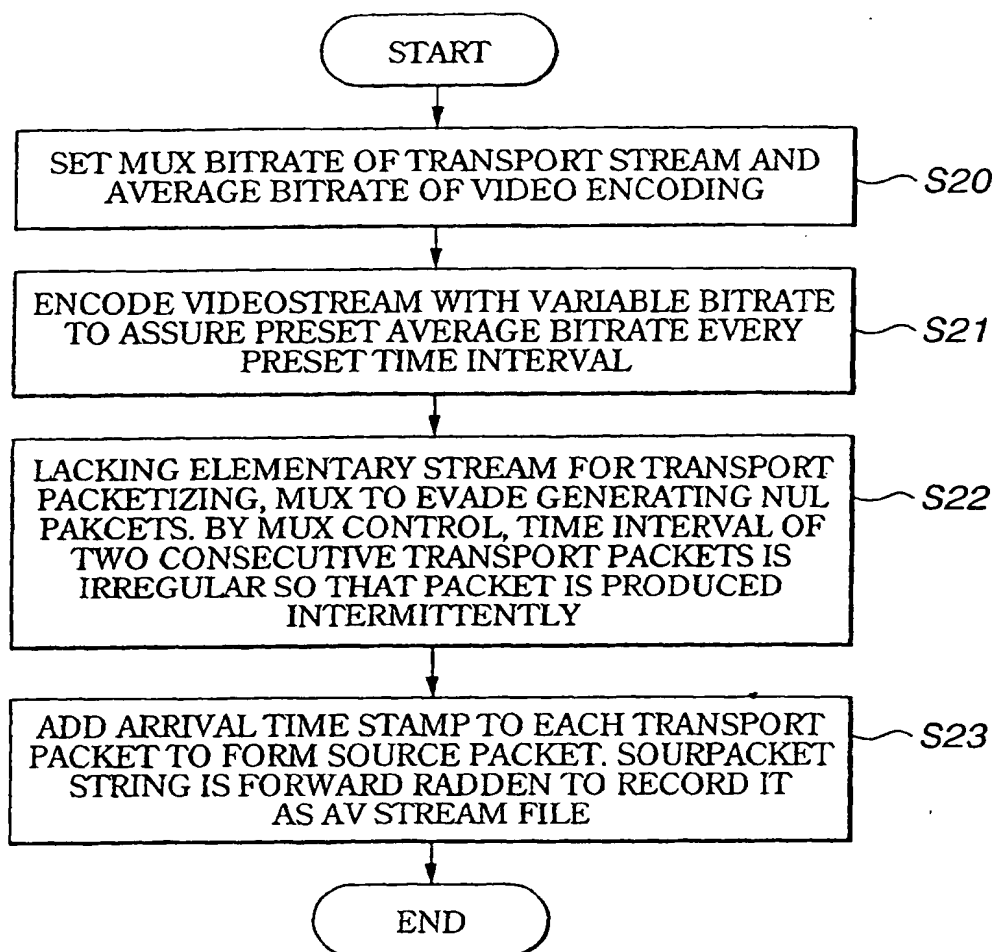 START
SET MUX BITRATE OF TRANSPORT STREAM AND
AVERAGE BITRATE OF VIDEO ENCODING
S20
ENCODE VIDEOSTREAM WITH VARIABLE BITRATE
TO ASSURE PRESET AVERAGE BITRATE EVERY
PRESET TIME INTERVAL
S21
LACKING ELEMENTARY STREAM FOR TRANSPORT
PACKETIZING, MUX TO EVADE GENERATING NUL
PAKCETS. BY MUX CONTROL, TIME INTERVAL OF
TWO CONSECUTIVE TRANSPORT PACKETS IS
IRREGULAR SO THAT PACKET IS PRODUCED
INTERMITTENTLY
S22
ADD ARRIVAL TIME STAMP TO EACH TRANSPORT
PACKET TO FORM SOURCE PACKET. SOURPACKET
STRING IS FORWARD RADDEN TO RECORD IT
AS AV STREAM FILE
S23
END